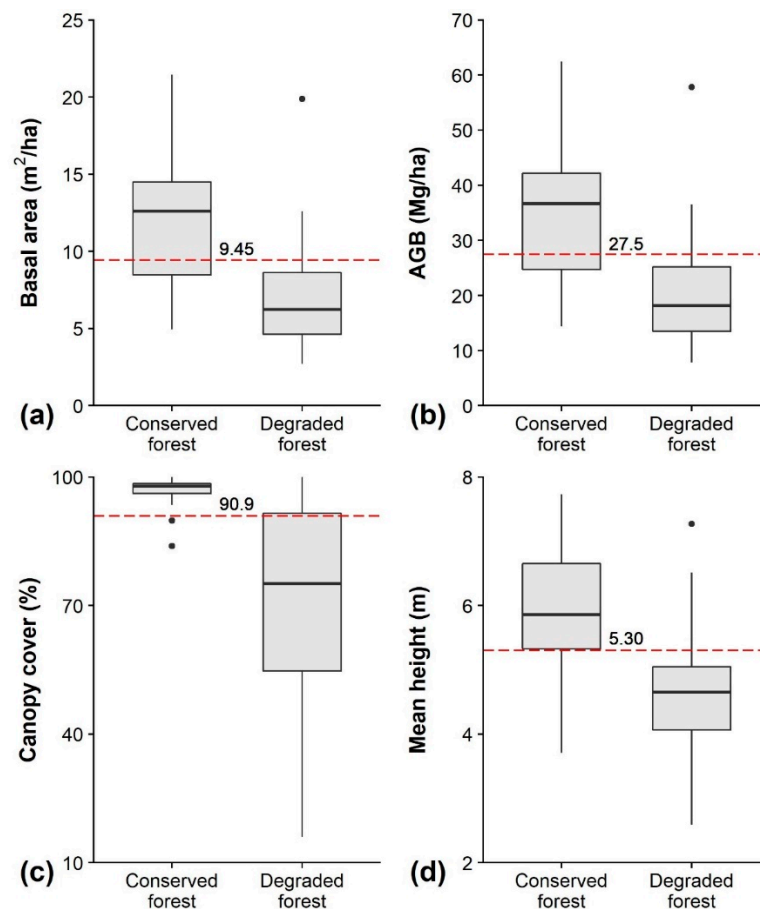 25
20
15
10
5
0
Basal area (m²/ha)
9.45
(a)
Conserved
forest
Degraded
forest
70
60
50
40
30
20
10
0
AGB (Mg/ha)
27.5
(b)
Conserved
forest
Degraded
forest
100
70
40
10
Canopy cover (%)
90.9
(c)
Conserved
forest
Degraded
forest
8
6
4
2
Mean height (m)
5.30
(d)
Conserved
forest
Degraded
forest